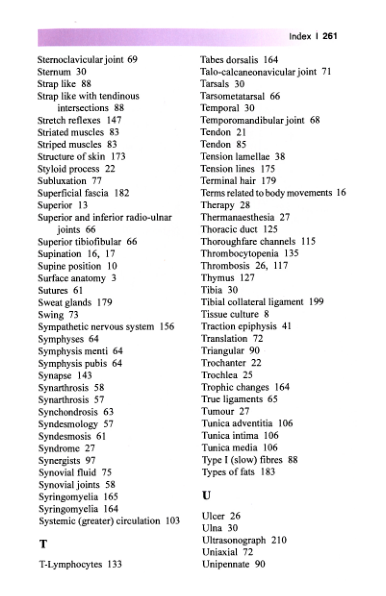 Index I 261
Sternoclavicular joint 69
Sternum 30
Strap like 88
Strap like with tendinous
intersections 88
Stretch reflexes 147
Striated muscles 83
Striped muscles 83
Structure of skin 173
Styloid process 22
Subluxation 77
Superficial fascia 182
Superior 13
Superior and inferior radio-ulnar
joints 66
Superior tibiofibular 66
Supination 16, 17
Supine position 10
Surface anatomy 3
Sutures 61
Sweat glands 179
Swing 73
Sympathetic nervous system 156
Symphyses 64
Symphysis menti 64
Symphysis pubis 64
Synapse 143
Synarthrosis 58
Synarthrosis 57
Synchondrosis 63
Syndesmology 57
Syndesmosis 61
Syndrome 27
Synergists 97
Synovial fluid 75
Synovial joints 58
Syringomyelia 165
Syringomyelia 164
Systemic (greater) circulation 103
T
T-Lymphocytes 133
Tabes dorsalis 164
Talo-calcaneonavicular joint 71
Tarsals 30
Tarsometatarsal 66
Temporal 30
Temporomandibular joint 68
Tendon 21
Tendon 85
Tension lamellae 38
Tension lines 175
Terminal hair 179
Terms related to body movements 16
Therapy 28
Thermanaesthesia 27
Thoracic duct 125
Thoroughfare channels 115
Thrombocytopenia 135
Thrombosis 26, 117
Thymus 127
Tibia 30
Tibial collateral ligament 199
Tissue culture 8
Traction epiphysis 41
Translation 72
Triangular 90
Trochanter 22
Trochlea 25
Trophic changes 164
True ligaments 65
Tumour 27
Tunica adventitia 106
Tunica intima 106
Tunica media 106
Type I (slow) fibres 88
Types of fats 183
U
Ulcer 26
Ulna 30
Ultrasonograph 210
Uniaxial 72
Unipennate 90